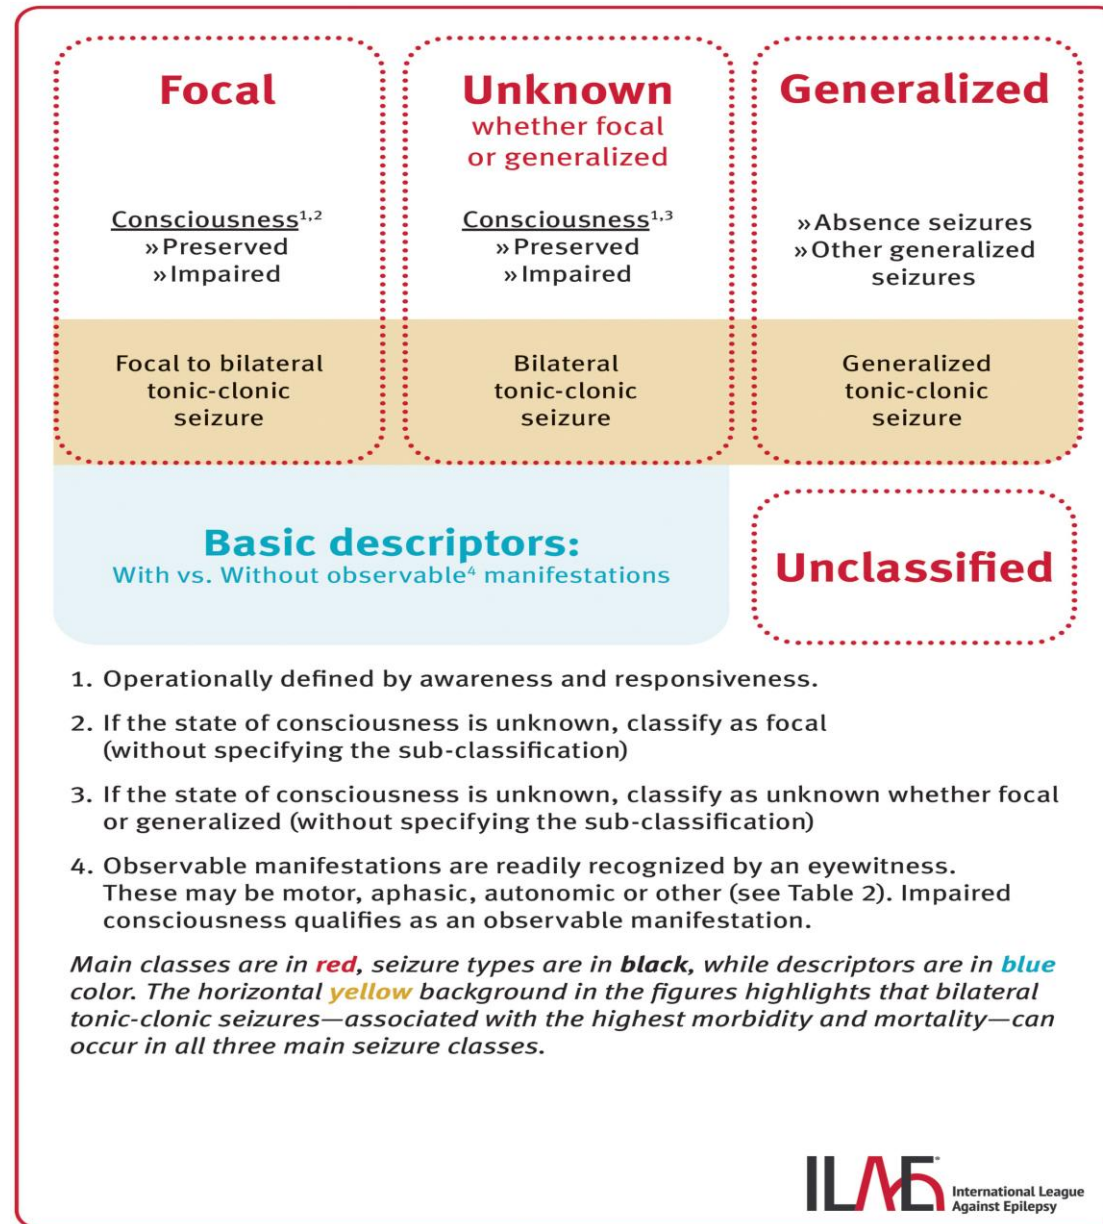 Focal
Consciousness1,2
»Preserved
»Impaired
Focal to bilateral
tonic-clonic
seizure
Unknown
whether focal
or generalized
Consciousness1,3
»Preserved
»Impaired
Bilateral
tonic-clonic
seizure
Generalized
»Absence seizures
»Other generalized
seizures
Generalized
tonic-clonic
seizure
Basic descriptors:
With vs. Without observable4 manifestations
Unclassified
1. Operationally defined by awareness and responsiveness.
2. If the state of consciousness is unknown, classify as focal
(without specifying the sub-classification)
3. If the state of consciousness is unknown, classify as unknown whether focal
or generalized (without specifying the sub-classification)
4. Observable manifestations are readily recognized by an eyewitness.
These may be motor, aphasic, autonomic or other (see Table 2). Impaired
consciousness qualifies as an observable manifestation.
Main classes are in red, seizure types are in black, while descriptors are in blue
color. The horizontal yellow background in the figures highlights that bilateral
tonic-clonic seizures—associated with the highest morbidity and mortality—can
occur in all three main seizure classes.
ILAE
International League
Against Epilepsy